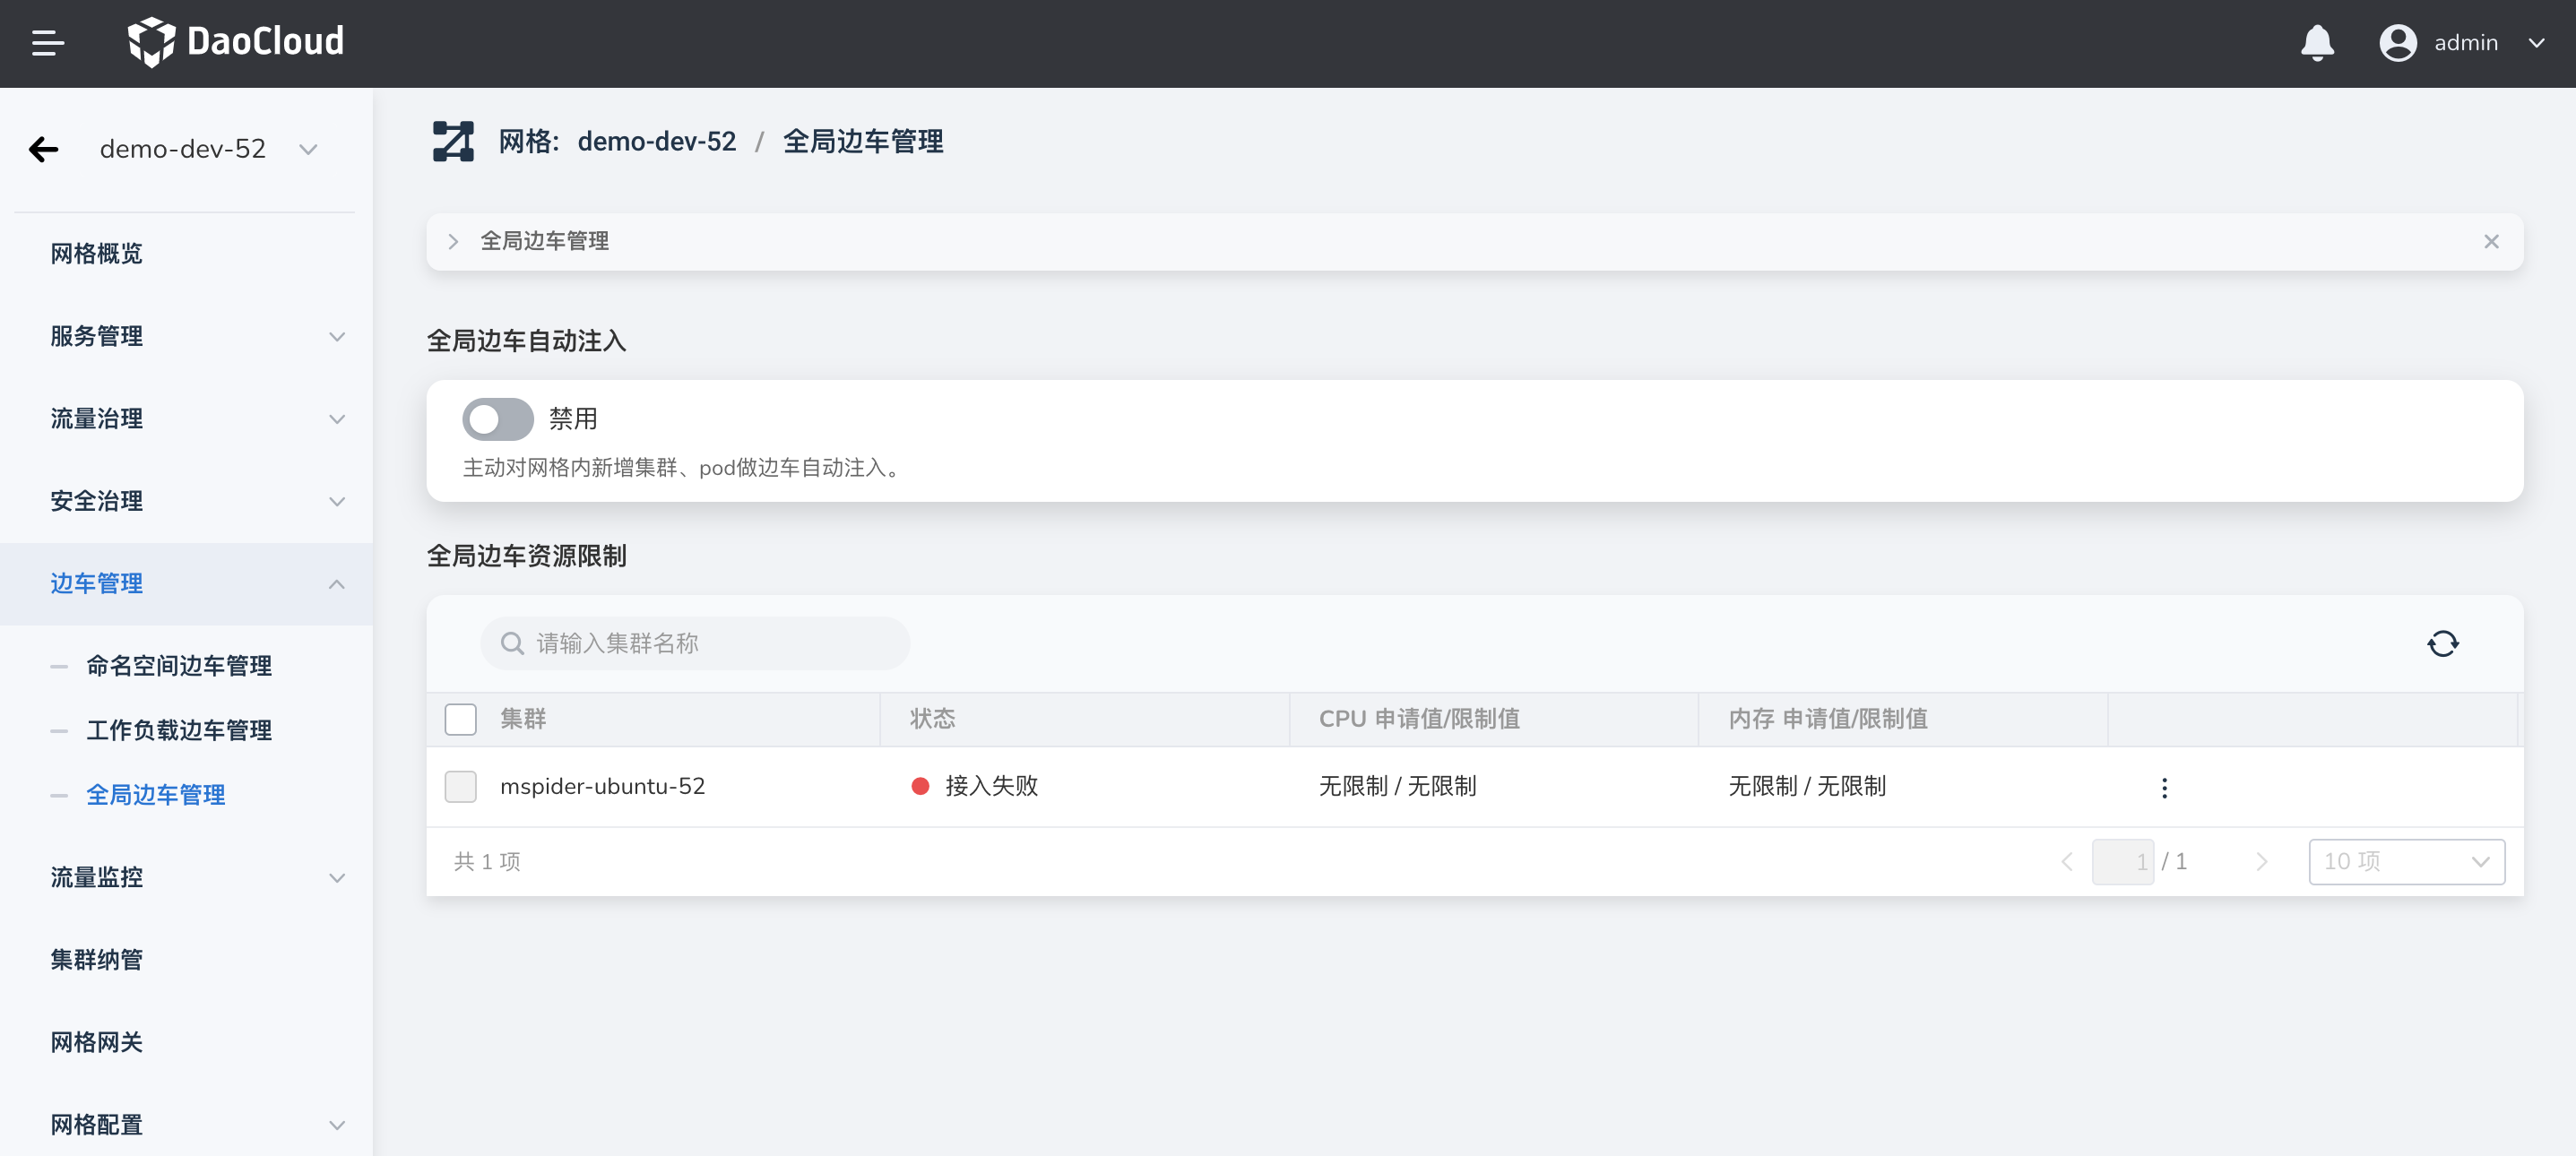 DaoCloud
admin
demo-dev-52
网格概览
服务管理
流量治理
安全治理
边车管理
命名空间边车管理
工作负载边车管理
全局边车管理
流量监控
集群纳管
网格网关
网格配置
网格: demo-dev-52 / 全局边车管理
全局边车管理
全局边车自动注入
禁用
主动对网格内新增集群、pod做边车自动注入。
全局边车资源限制
请输入集群名称
集群 状态 CPU 申请值/限制值 内存 申请值/限制值
mspider-ubuntu-52 接入失败 无限制 / 无限制 无限制 / 无限制
共 1 项 1 / 1 10 项